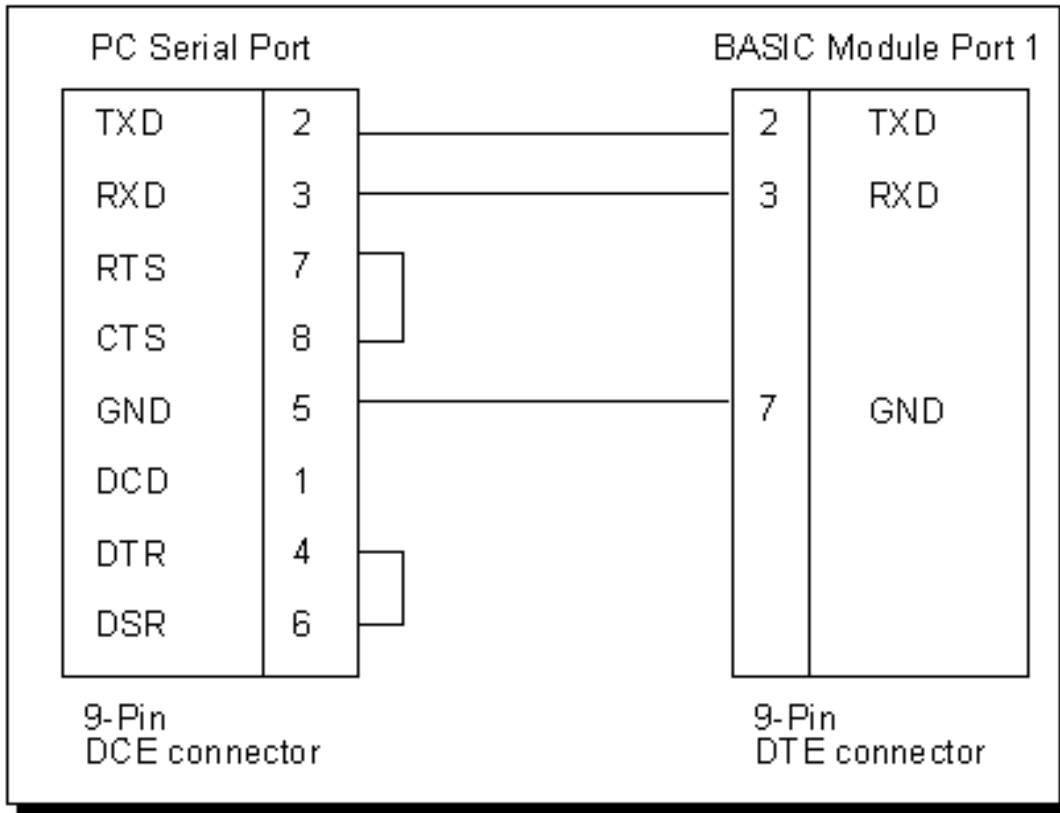 PC Serial Port
BASIC Module Port 1
TXD 2 2 TXD
RXD 3 3 RXD
RTS 7
CTS 8
GND 5 7 GND
DCD 1
DTR 4
DSR 6
9-Pin
DCE connector
9-Pin
DTE connector